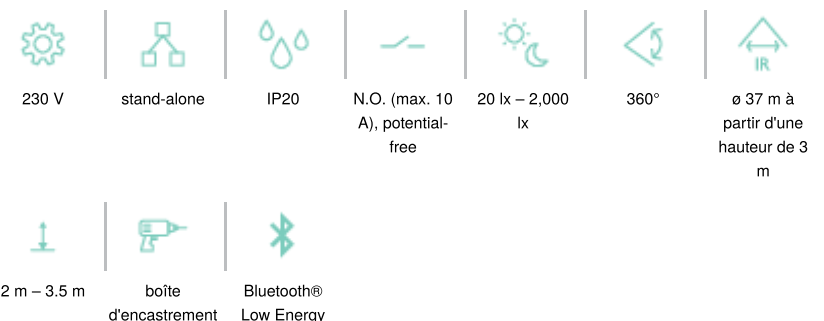 IR
230 V
stand-alone
IP20
N.O. (max. 10
A), potential-
free
20 lx – 2,000
lx
360°
ø 37 m à
partir d'une
hauteur de 3
m
2 m – 3.5 m
boîte
d'encastrement
Bluetooth®
Low Energy